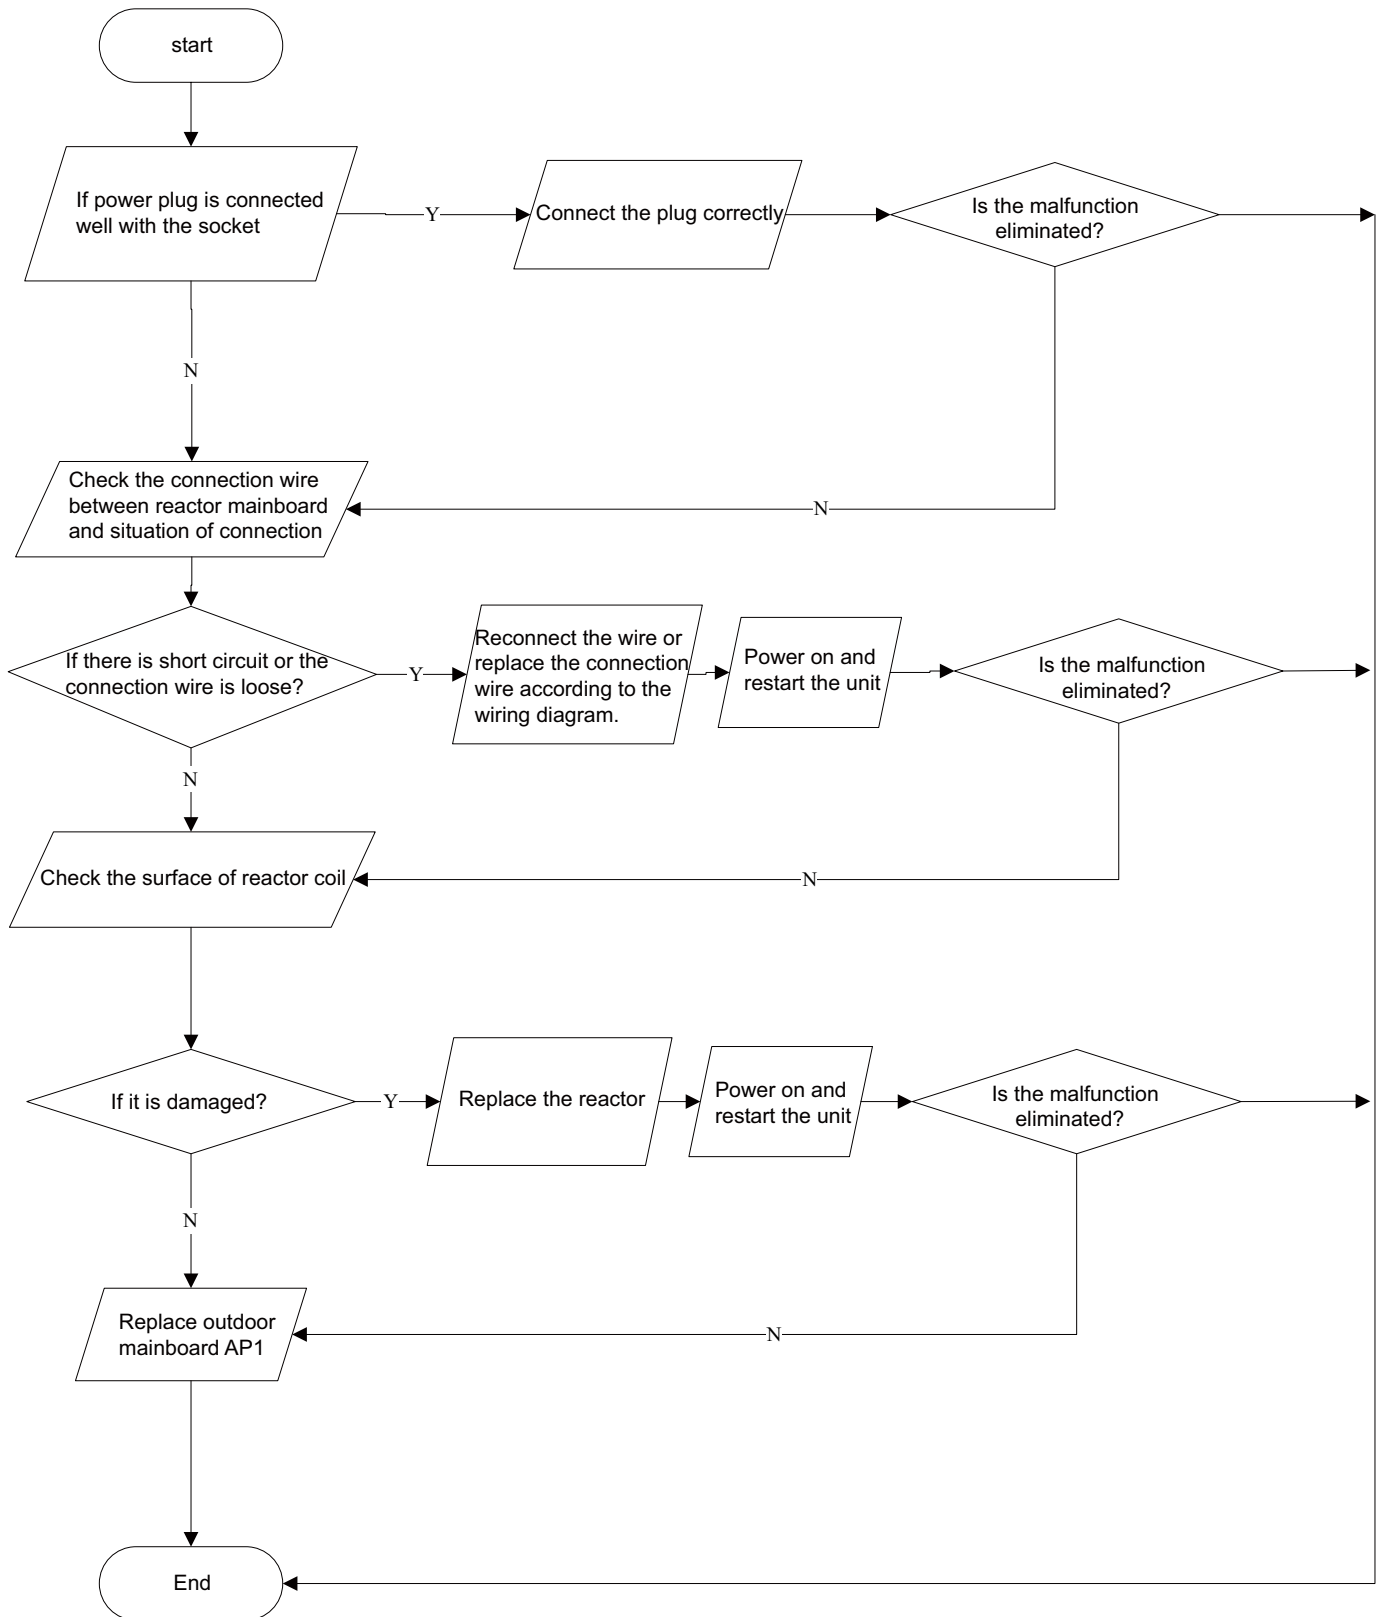 start
If power plug is connected
well with the socket
Y
Connect the plug correctly
Is the malfunction
eliminated?
N
Check the connection wire
between reactor mainboard
and situation of connection
N
If there is short circuit or the
connection wire is loose?
Y
Reconnect the wire or
replace the connection
wire according to the
wiring diagram.
Power on and
restart the unit
Is the malfunction
eliminated?
N
Check the surface of reactor coil
N
If it is damaged?
Y
Replace the reactor
Power on and
restart the unit
Is the malfunction
eliminated?
N
Replace outdoor
mainboard AP1
N
End